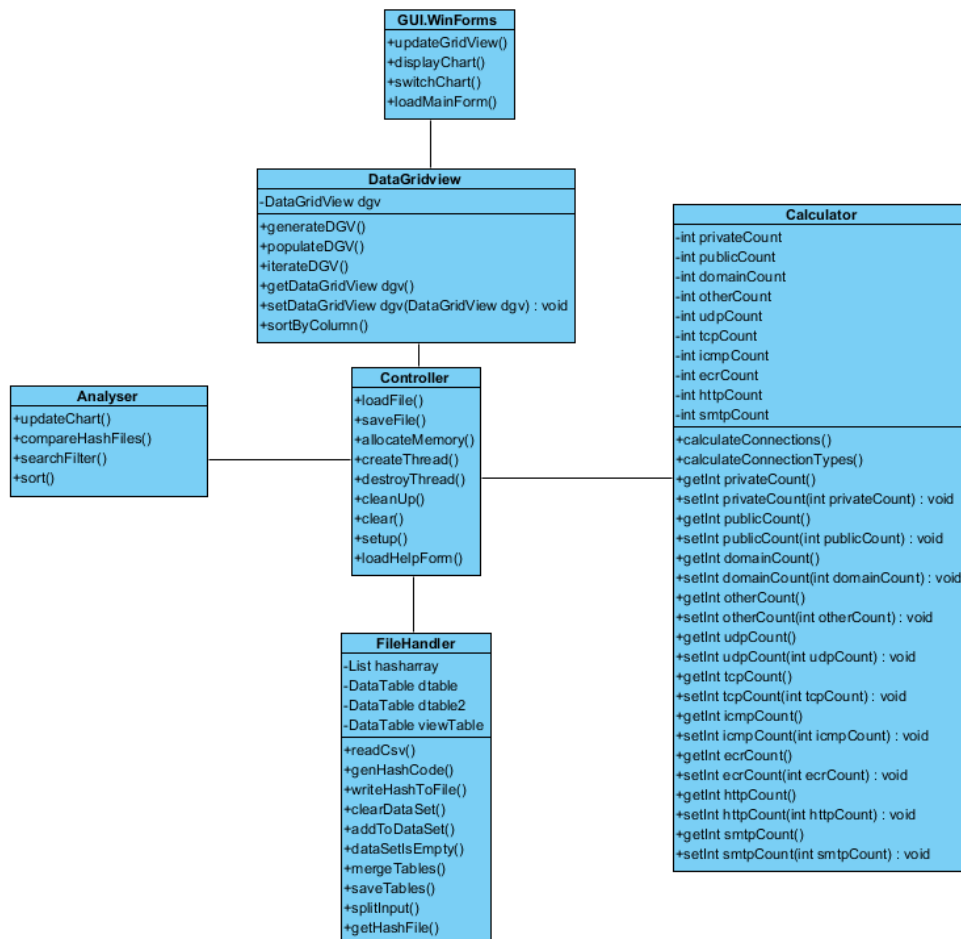 GUI.WinForms
+updateGridView()
+displayChart()
+switchChart()
+loadMainForm()
DataGridview
-DataGridView dgv
+generateDGV()
+populateDGV()
+iterateDGV()
+getDataGridView dgv()
+setDataGridView dgv(DataGridView dgv) : void
+sortByColumn()
Analyser
+updateChart()
+compareHashFiles()
+searchFilter()
+sort()
Controller
+loadFile()
+saveFile()
+allocateMemory()
+createThread()
+destroyThread()
+cleanUp()
+clear()
+setup()
+loadHelpForm()
Calculator
-int privateCount
-int publicCount
-int domainCount
-int otherCount
-int udpCount
-int tcpCount
-int icmpCount
-int ecrCount
-int httpCount
-int smtpCount
+calculateConnections()
+calculateConnectionTypes()
+getInt privateCount()
+setInt privateCount(int privateCount) : void
+getInt publicCount()
+setInt publicCount(int publicCount) : void
+getInt domainCount()
+setInt domainCount(int domainCount) : void
+getInt otherCount()
+setInt otherCount(int otherCount) : void
+getInt udpCount()
+setInt udpCount(int udpCount) : void
+getInt tcpCount()
+setInt tcpCount(int tcpCount) : void
+getInt icmpCount()
+setInt icmpCount(int icmpCount) : void
+getInt ecrCount()
+setInt ecrCount(int ecrCount) : void
+getInt httpCount()
+setInt httpCount(int httpCount) : void
+getInt smtpCount()
+setInt smtpCount(int smtpCount) : void
FileHandler
-List hasharray
-DataTable dtable
-DataTable dtable2
-DataTable viewTable
+readCsv()
+genHashCode()
+writeHashToFile()
+clearDataSet()
+addToDataSet()
+dataSetIsEmpty()
+mergeTables()
+saveTables()
+splitInput()
+getHashFile()